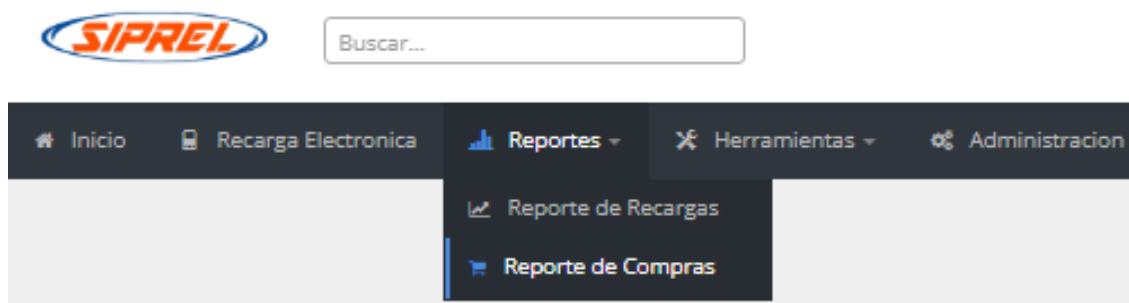 SIPREL
Buscar...
Inicio Recarga Electronica Reportes Herramientas Administracion
Reporte de Recargas
Reporte de Compras